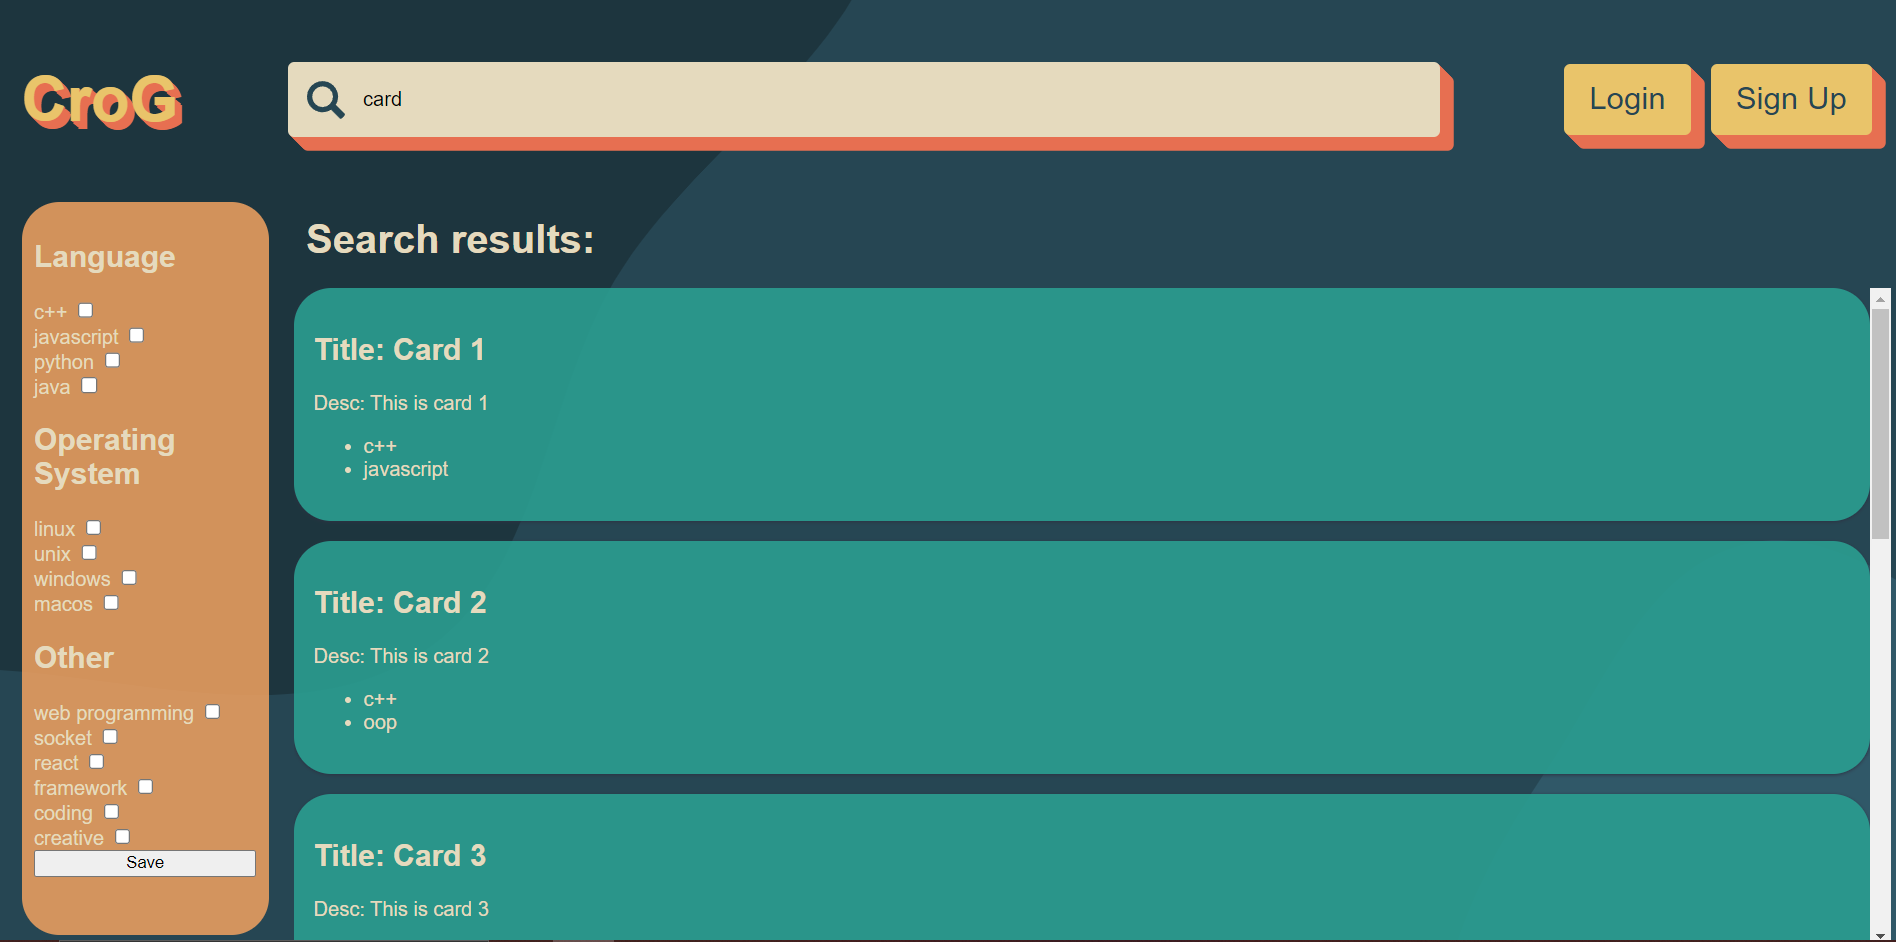 CroG
card
Login
Sign Up
Language
c++
javascript
python
java
Operating
System
linux
unix
windows
macos
Other
web programming
socket
react
framework
coding
creative
Save
Search results:
Title: Card 1
Desc: This is card 1
• c++
• javascript
Title: Card 2
Desc: This is card 2
• c++
• oop
Title: Card 3
Desc: This is card 3